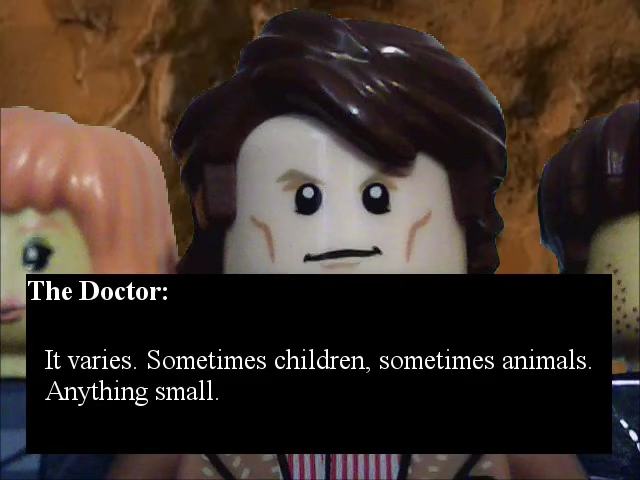 The Doctor:
It varies. Sometimes children, sometimes animals.
Anything small.